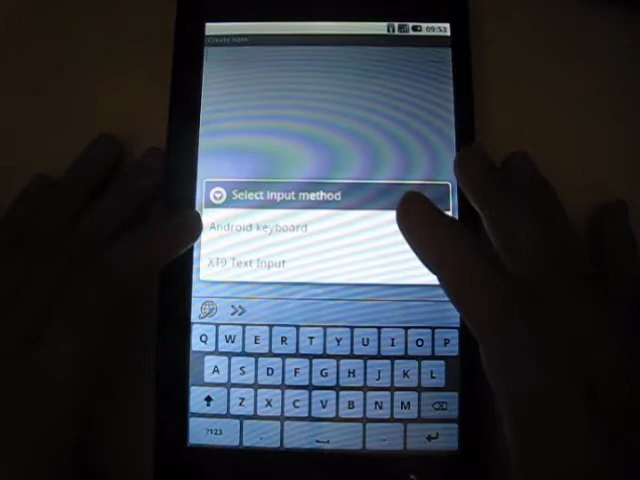 09:53
Create note
Select input method
Android keyboard
XT9 Text Input
Q W E R T Y U I O P
A S D F G H J K L
Z X C V B N M
?123 , .